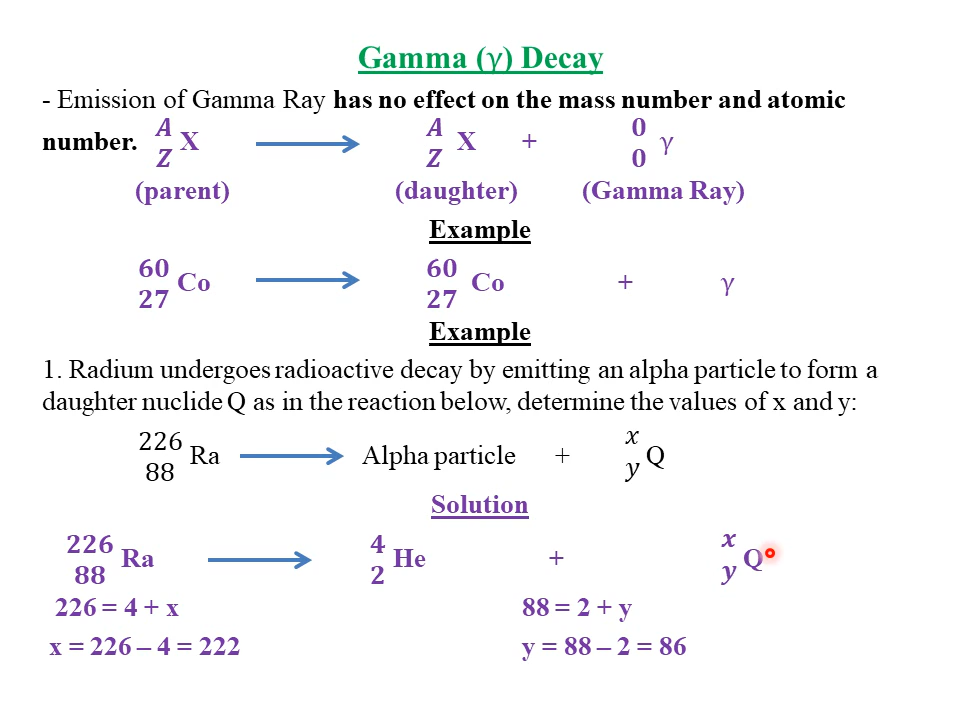 Gamma (γ) Decay
- Emission of Gamma Ray has no effect on the mass number and atomic
number. A Z X → A Z X + 0 0 γ
(parent) (daughter) (Gamma Ray)
Example
60 27 Co → 60 27 Co + γ
Example
1. Radium undergoes radioactive decay by emitting an alpha particle to form a
daughter nuclide Q as in the reaction below, determine the values of x and y:
226 88 Ra → Alpha particle + x y Q
Solution
226 88 Ra → 4 2 He + x y Q
226 = 4 + x 88 = 2 + y
x = 226 – 4 = 222 y = 88 – 2 = 86